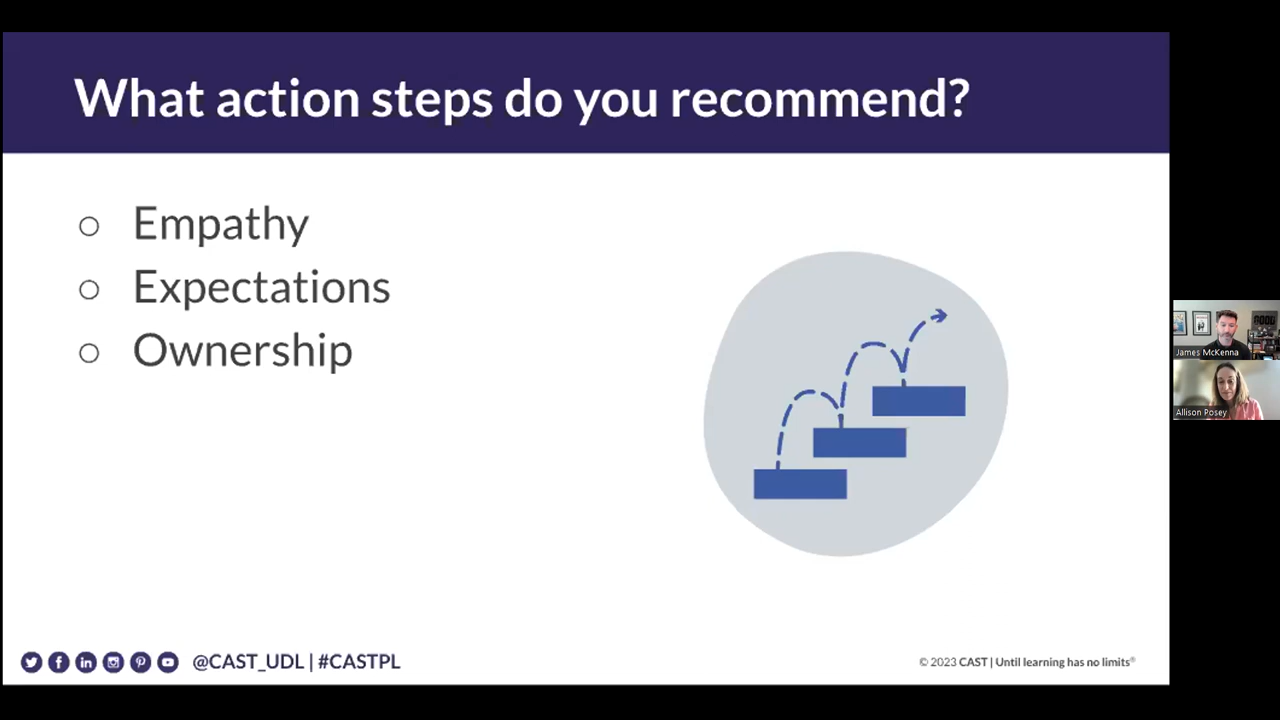 What action steps do you recommend?
○ Empathy
○ Expectations
○ Ownership
James McKenna
Allison Posey
@CAST_UDL | #CASTPL
© 2023 CAST | Until learning has no limits®